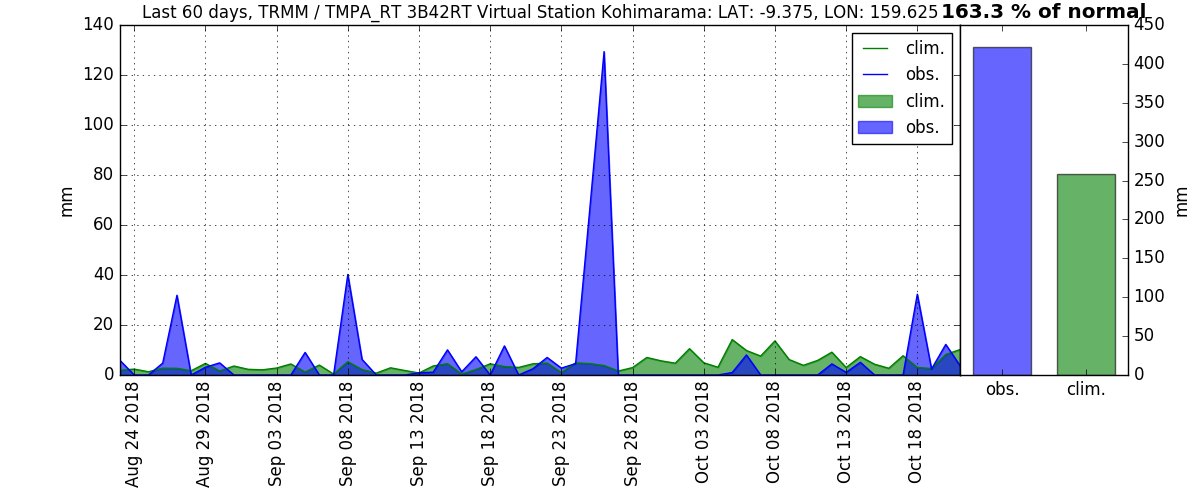 Last 60 days, TRMM / TMPA_RT 3B42RT Virtual Station Kohimarama: LAT: -9.375, LON: 159.625 163.3 % of normal
140
120
100
80
60
40
20
0
mm
clim.
obs.
clim.
obs.
Aug 24 2018
Aug 29 2018
Sep 03 2018
Sep 08 2018
Sep 13 2018
Sep 18 2018
Sep 23 2018
Sep 28 2018
Oct 03 2018
Oct 08 2018
Oct 13 2018
Oct 18 2018
450
400
350
300
250
200
150
100
50
0
mm
obs. clim.